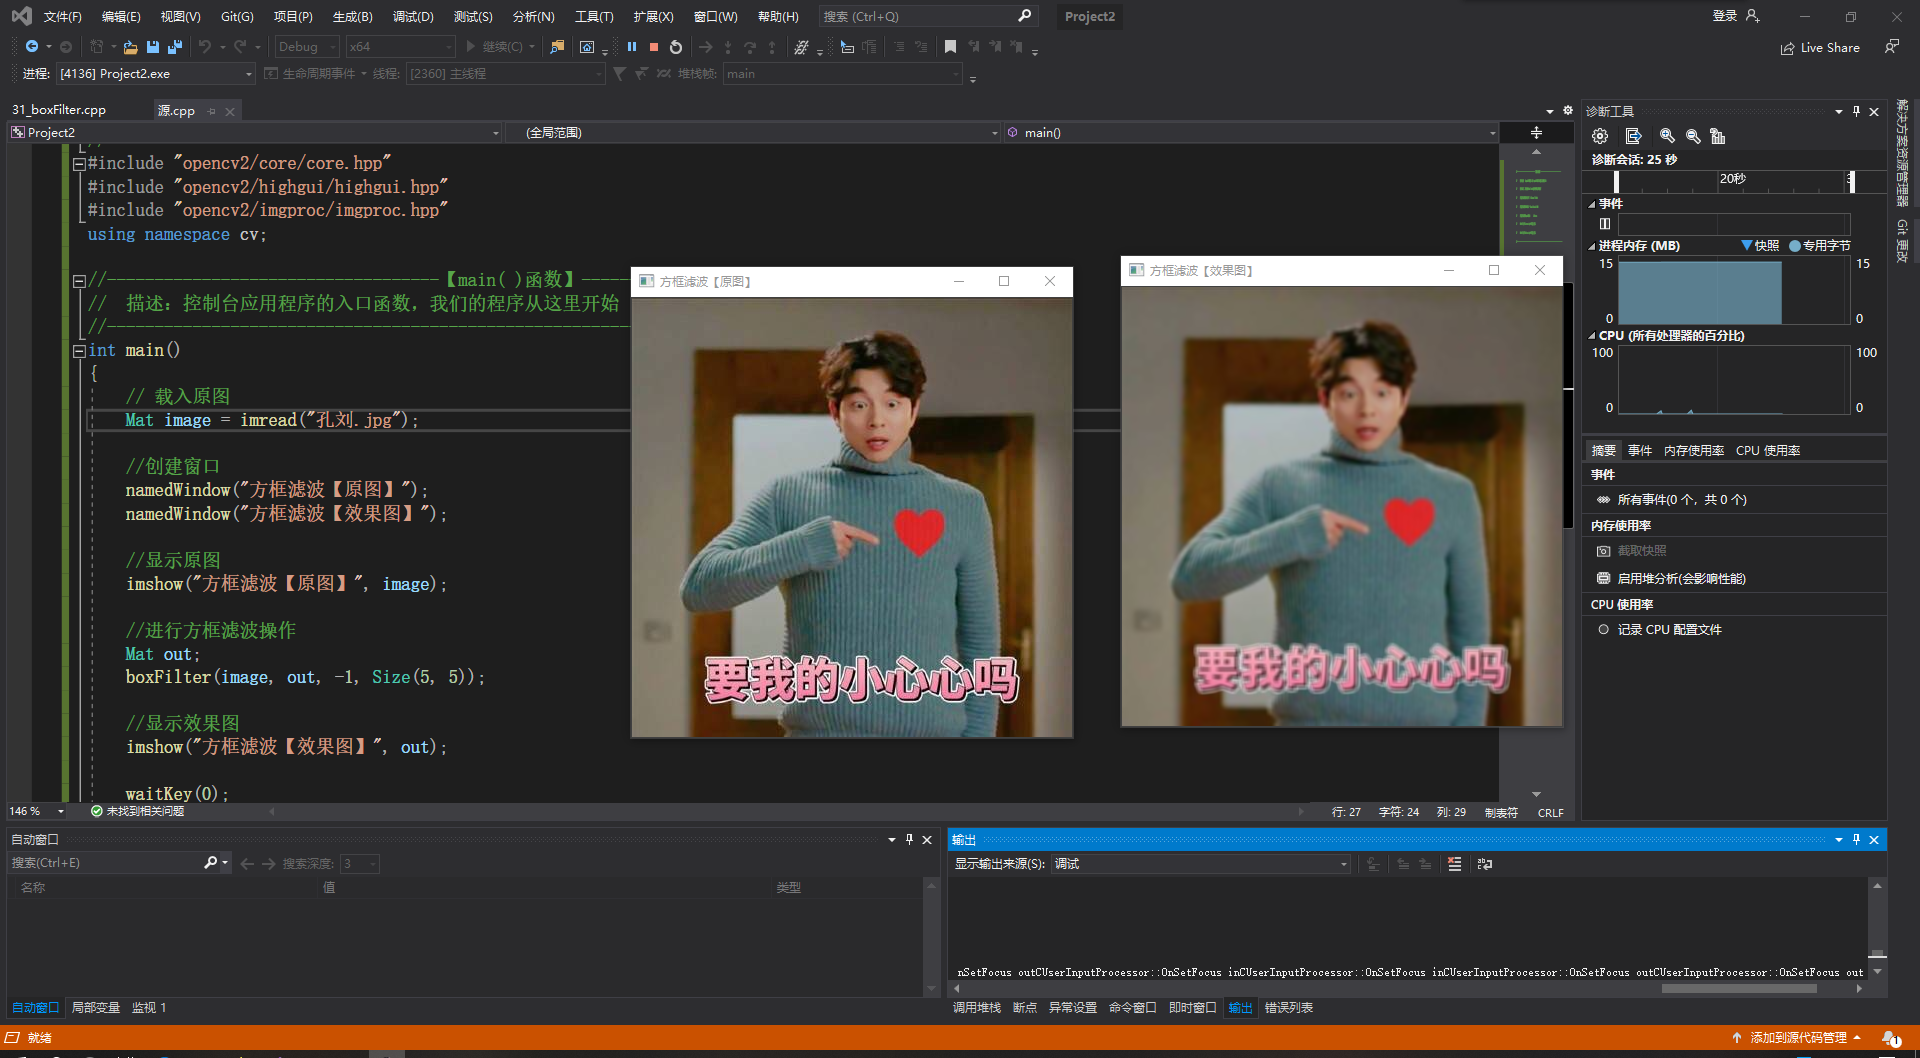 文件(F) 编辑(E) 视图(V) Git(G) 项目(P) 生成(B) 调试(D) 测试(S) 分析(N) 工具(T) 扩展(X) 窗口(W) 帮助(H) 搜索 (Ctrl+Q) Project2 登录
Debug x64 继续(C) Live Share
进程: [4136] Project2.exe 生命周期事件 线程: [2360] 主线程 堆栈帧: main
31_boxFilter.cpp 源.cpp
Project2 (全局范围) main()
#include "opencv2/core/core.hpp"
#include "opencv2/highgui/highgui.hpp"
#include "opencv2/imgproc/imgproc.hpp"
using namespace cv;
//-----------------------------------【main( )函数】-----
// 描述：控制台应用程序的入口函数，我们的程序从这里开始
//-------------------------------------------------------
int main()
{
// 载入原图
Mat image = imread("孔刘.jpg");
//创建窗口
namedWindow("方框滤波【原图】");
namedWindow("方框滤波【效果图】");
//显示原图
imshow("方框滤波【原图】", image);
//进行方框滤波操作
Mat out;
boxFilter(image, out, -1, Size(5, 5));
//显示效果图
imshow("方框滤波【效果图】", out);
waitKey(0);
方框滤波【原图】
要我的小心心吗
方框滤波【效果图】
要我的小心心吗
146 % 未找到相关问题 行: 27 字符: 24 列: 29 制表符 CRLF
诊断工具
诊断会话: 25 秒
20秒
事件
进程内存 (MB) 快照 专用字节
15 15
0 0
CPU (所有处理器的百分比)
100 100
0 0
摘要 事件 内存使用率 CPU 使用率
事件
所有事件(0 个，共 0 个)
内存使用率
截取快照
启用堆分析(会影响性能)
CPU 使用率
记录 CPU 配置文件
解决方案资源管理器
Git 更改
自动窗口
搜索(Ctrl+E) 搜索深度: 3
名称 值 类型
自动窗口 局部变量 监视 1
输出
显示输出来源(S): 调试
nSetFocus outCUserInputProcessor::OnSetFocus inCUserInputProcessor::OnSetFocus inCUserInputProcessor::OnSetFocus outCUserInputProcessor::OnSetFocus out
调用堆栈 断点 异常设置 命令窗口 即时窗口 输出 错误列表
就绪 添加到源代码管理 1